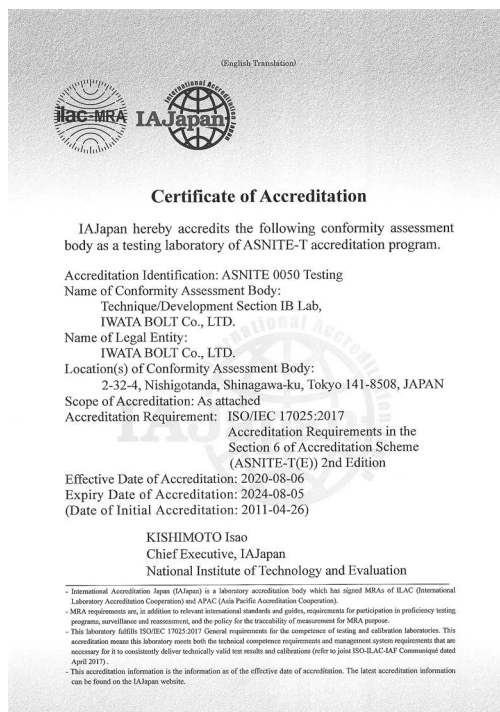 (English Translation)
ilac-MRA
International Accreditation Japan
IAJapan
Certificate of Accreditation
IAJapan hereby accredits the following conformity assessment
body as a testing laboratory of ASNITE-T accreditation program.
Accreditation Identification: ASNITE 0050 Testing
Name of Conformity Assessment Body:
Technique/Development Section IB Lab,
IWATA BOLT Co., LTD.
Name of Legal Entity:
IWATA BOLT Co., LTD.
Location(s) of Conformity Assessment Body:
2-32-4, Nishigotanda, Shinagawa-ku, Tokyo 141-8508, JAPAN
Scope of Accreditation: As attached
Accreditation Requirement: ISO/IEC 17025:2017
Accreditation Requirements in the
Section 6 of Accreditation Scheme
(ASNITE-T(E)) 2nd Edition
Effective Date of Accreditation: 2020-08-06
Expiry Date of Accreditation: 2024-08-05
(Date of Initial Accreditation: 2011-04-26)
KISHIMOTO Isao
Chief Executive, IAJapan
National Institute of Technology and Evaluation
- International Accreditation Japan (IAJapan) is a laboratory accreditation body which has signed MRAs of ILAC (International
Laboratory Accreditation Cooperation) and APAC (Asia Pacific Accreditation Cooperation).
- MRA requirements are, in addition to relevant international standards and guides, requirements for participation in proficiency testing
programs, surveillance and reassessment, and the policy for the traceability of measurement for MRA purpose.
- This laboratory fulfills ISO/IEC 17025:2017 General requirements for the competence of testing and calibration laboratories. This
accreditation means this laboratory meets both the technical competence requirements and management system requirements that are
necessary for it to consistently deliver technically valid test results and calibrations (refer to joint ISO-ILAC-IAF Communiqué dated
April 2017) .
- This accreditation information is the information as of the effective date of accreditation. The latest accreditation information
can be found on the IAJapan website.